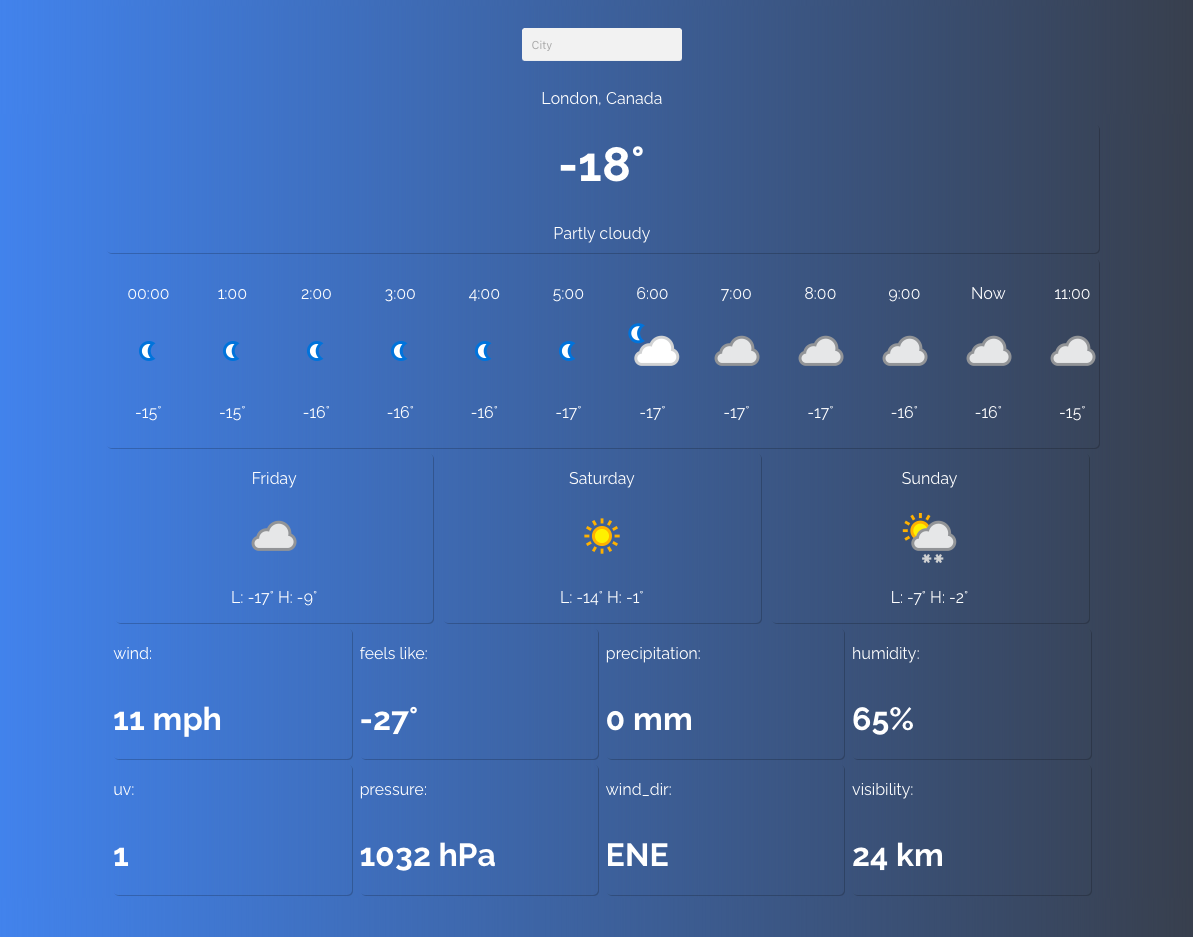 City
London, Canada
-18°
Partly cloudy
00:00 1:00 2:00 3:00 4:00 5:00 6:00 7:00 8:00 9:00 Now 11:00
-15° -15° -16° -16° -16° -17° -17° -17° -17° -16° -16° -15°
Friday Saturday Sunday
L: -17° H: -9° L: -14° H: -1° L: -7° H: -2°
wind: feels like: precipitation: humidity:
11 mph -27° 0 mm 65%
uv: pressure: wind_dir: visibility:
1 1032 hPa ENE 24 km